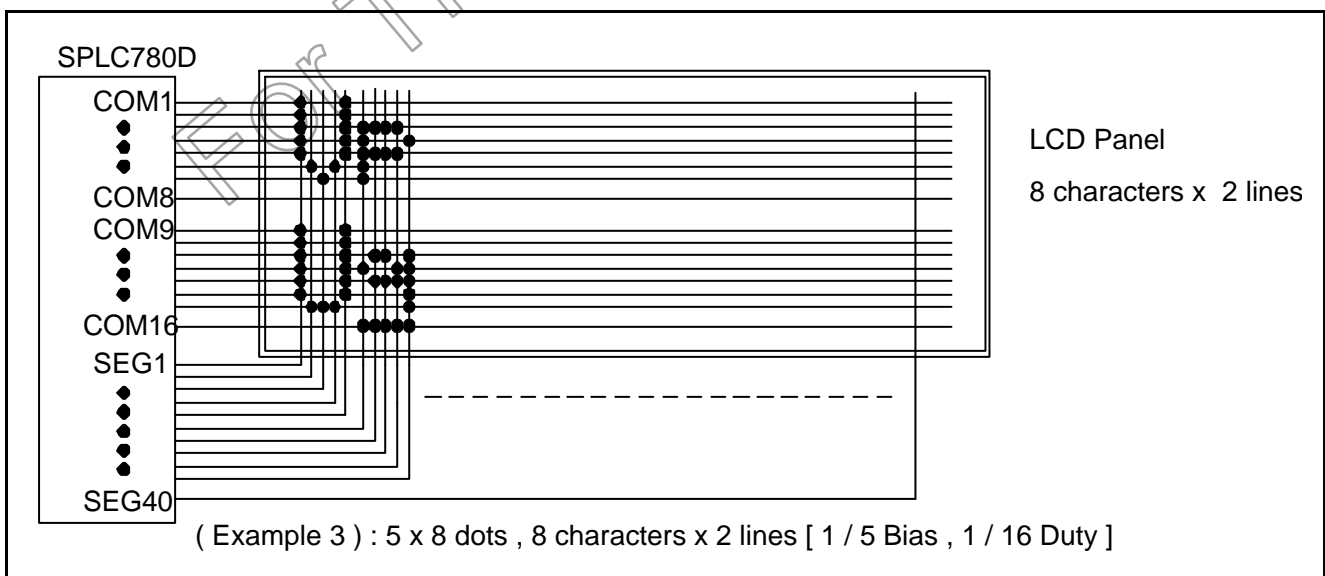 For T
SPLC780D
COM1
COM8
COM9
COM16
SEG1
SEG40
LCD Panel
8 characters x 2 lines
( Example 3 ) : 5 x 8 dots , 8 characters x 2 lines [ 1 / 5 Bias , 1 / 16 Duty ]